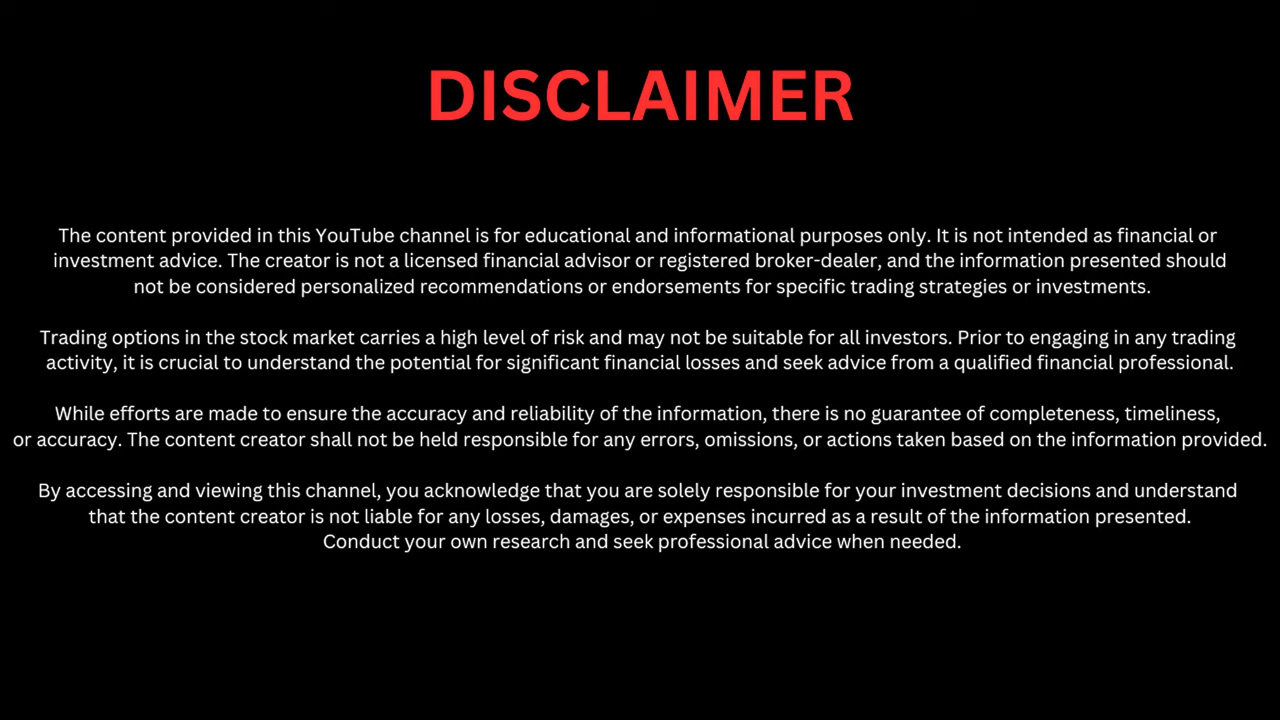 DISCLAIMER
The content provided in this YouTube channel is for educational and informational purposes only. It is not intended as financial or
investment advice. The creator is not a licensed financial advisor or registered broker-dealer, and the information presented should
not be considered personalized recommendations or endorsements for specific trading strategies or investments.
Trading options in the stock market carries a high level of risk and may not be suitable for all investors. Prior to engaging in any trading
activity, it is crucial to understand the potential for significant financial losses and seek advice from a qualified financial professional.
While efforts are made to ensure the accuracy and reliability of the information, there is no guarantee of completeness, timeliness,
or accuracy. The content creator shall not be held responsible for any errors, omissions, or actions taken based on the information provided.
By accessing and viewing this channel, you acknowledge that you are solely responsible for your investment decisions and understand
that the content creator is not liable for any losses, damages, or expenses incurred as a result of the information presented.
Conduct your own research and seek professional advice when needed.